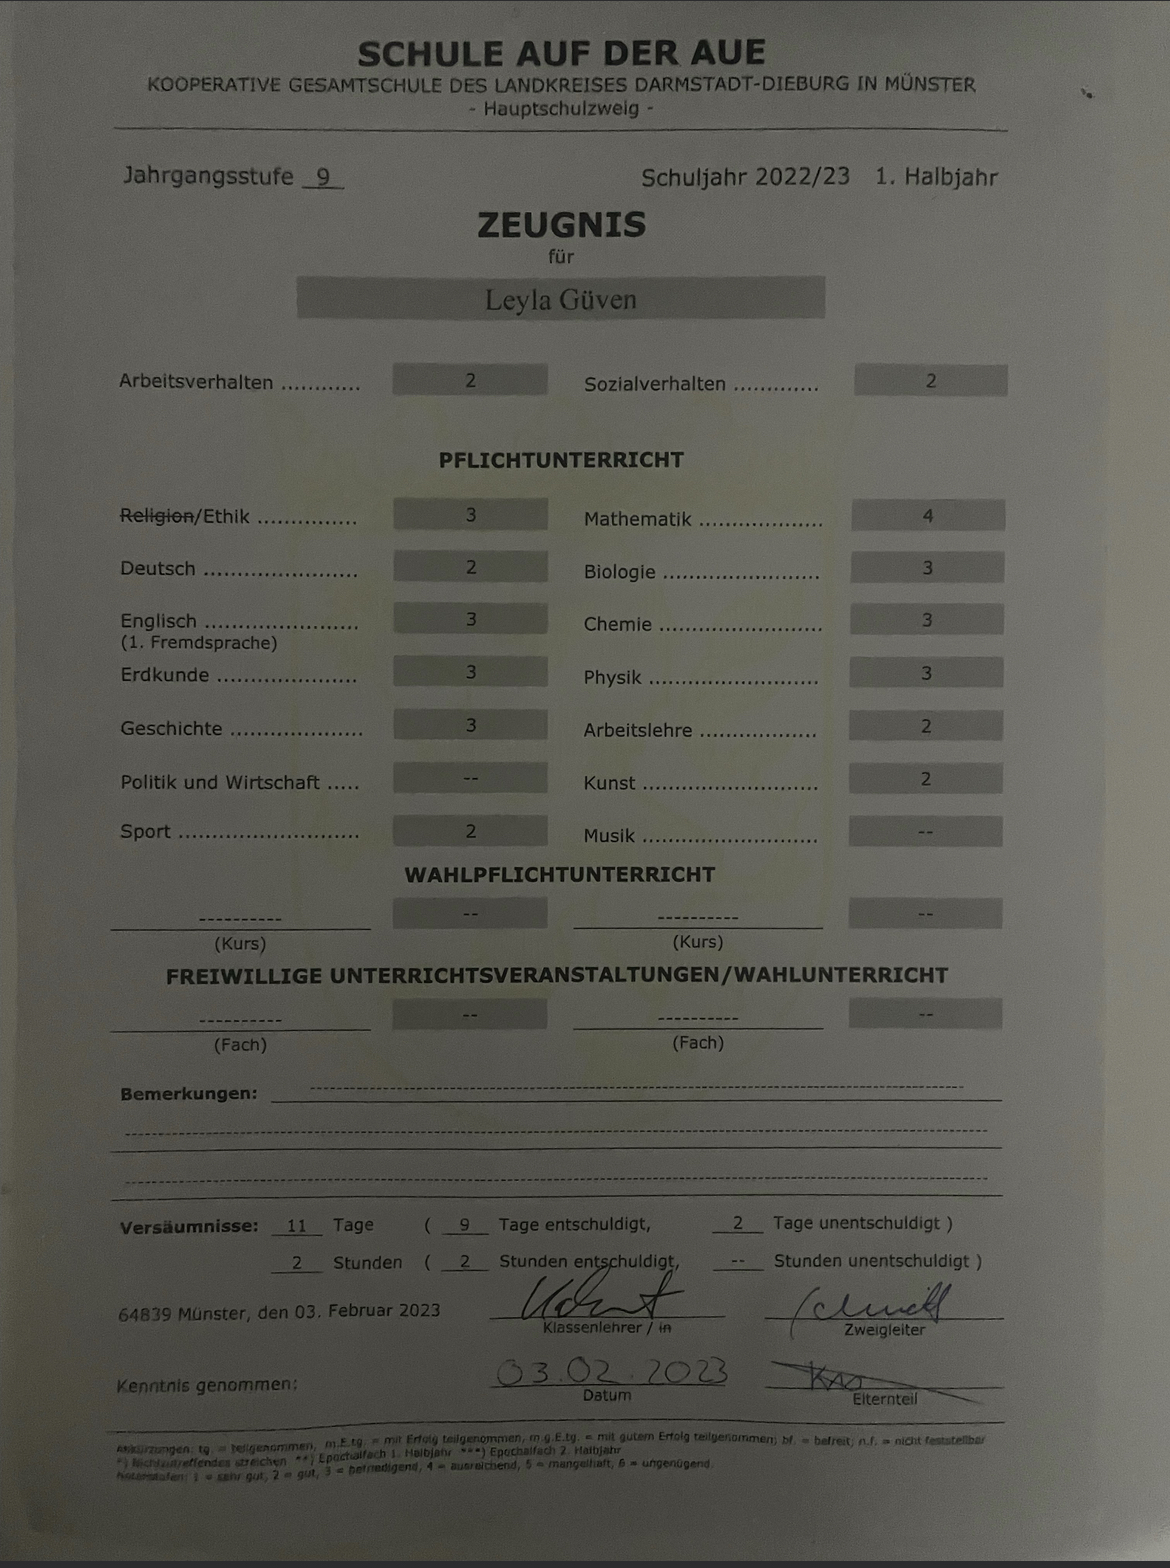 SCHULE AUF DER AUE
KOOPERATIVE GESAMTSCHULE DES LANDKREISES DARMSTADT-DIEBURG IN MÜNSTER
- Hauptschulzweig -
Jahrgangsstufe 9 Schuljahr 2022/23 1. Halbjahr
ZEUGNIS
für
Leyla Güven
Arbeitsverhalten ............ 2 Sozialverhalten ............. 2
PFLICHTUNTERRICHT
Religion/Ethik ............... 3 Mathematik .................... 4
Deutsch ........................ 2 Biologie ......................... 3
Englisch ........................ 3 Chemie .......................... 3
(1. Fremdsprache)
Erdkunde ...................... 3 Physik ........................... 3
Geschichte .................... 3 Arbeitslehre .................... 2
Politik und Wirtschaft ..... -- Kunst ............................ 2
Sport ............................ 2 Musik ............................ --
WAHLPFLICHTUNTERRICHT
---------- -- ---------- --
(Kurs) (Kurs)
FREIWILLIGE UNTERRICHTSVERANSTALTUNGEN/WAHLUNTERRICHT
---------- -- ---------- --
(Fach) (Fach)
Bemerkungen:
Versäumnisse: 11 Tage ( 9 Tage entschuldigt, 2 Tage unentschuldigt )
2 Stunden ( 2 Stunden entschuldigt, -- Stunden unentschuldigt )
64839 Münster, den 03. Februar 2023
Klassenlehrer / in Zweigleiter
Kenntnis genommen: 03.02.2023
Datum Elternteil
Abkürzungen: tg = teilgenommen, m.E.tg. = mit Erfolg teilgenommen, m.g.E.tg. = mit gutem Erfolg teilgenommen; bf. = befreit; n.f. = nicht feststellbar
*) Nichtzutreffendes streichen **) Epochalfach 1. Halbjahr ***) Epochalfach 2. Halbjahr
Notenstufen: 1 = sehr gut, 2 = gut, 3 = befriedigend, 4 = ausreichend, 5 = mangelhaft, 6 = ungenügend.